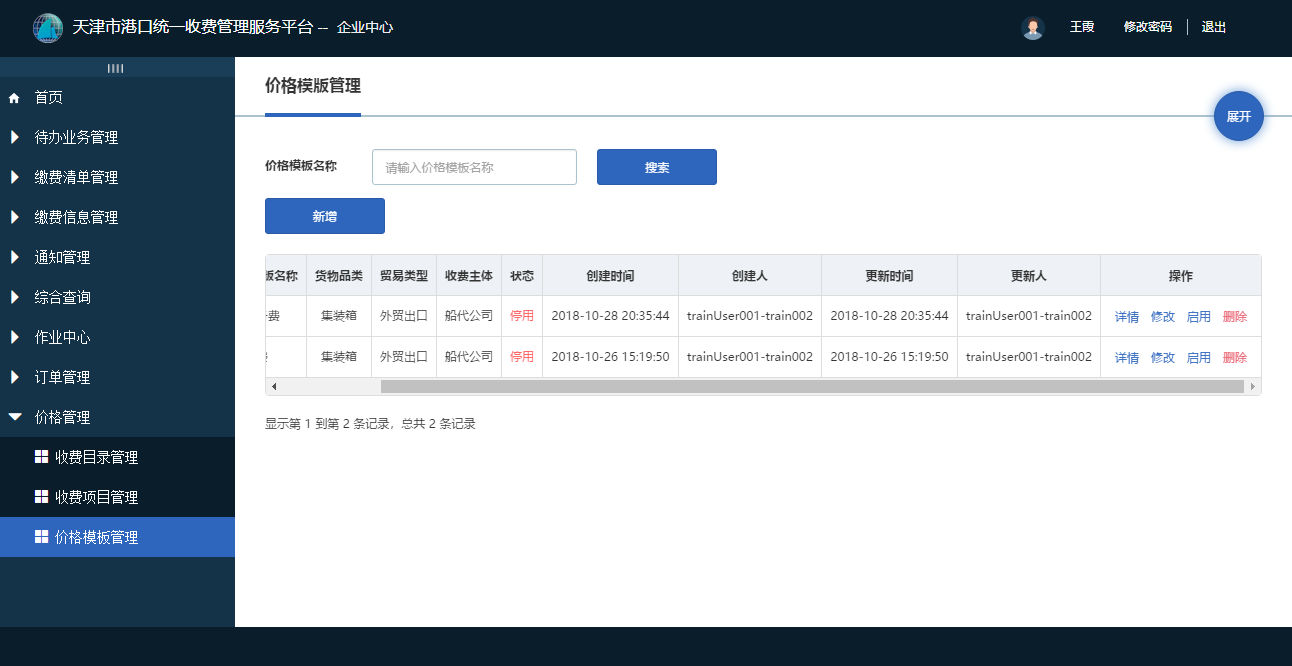 天津市港口统一收费管理服务平台 -- 企业中心
王霞 修改密码 退出
首页
待办业务管理
缴费清单管理
缴费信息管理
通知管理
综合查询
作业中心
订单管理
价格管理
收费目录管理
收费项目管理
价格模板管理
价格模版管理
展开
价格模板名称 请输入价格模板名称 搜索
新增
版名称 货物品类 贸易类型 收费主体 状态 创建时间 创建人 更新时间 更新人 操作
费 集装箱 外贸出口 船代公司 停用 2018-10-28 20:35:44 trainUser001-train002 2018-10-28 20:35:44 trainUser001-train002 详情 修改 启用 删除
集装箱 外贸出口 船代公司 停用 2018-10-26 15:19:50 trainUser001-train002 2018-10-26 15:19:50 trainUser001-train002 详情 修改 启用 删除
显示第 1 到第 2 条记录，总共 2 条记录